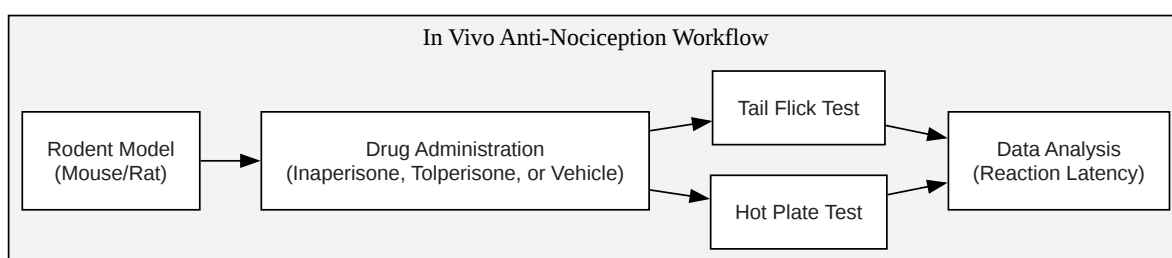 In Vivo Anti-Nociception Workflow
Rodent Model
(Mouse/Rat)
Drug Administration
(Inaperisone, Tolperisone, or Vehicle)
Tail Flick Test
Hot Plate Test
Data Analysis
(Reaction Latency)